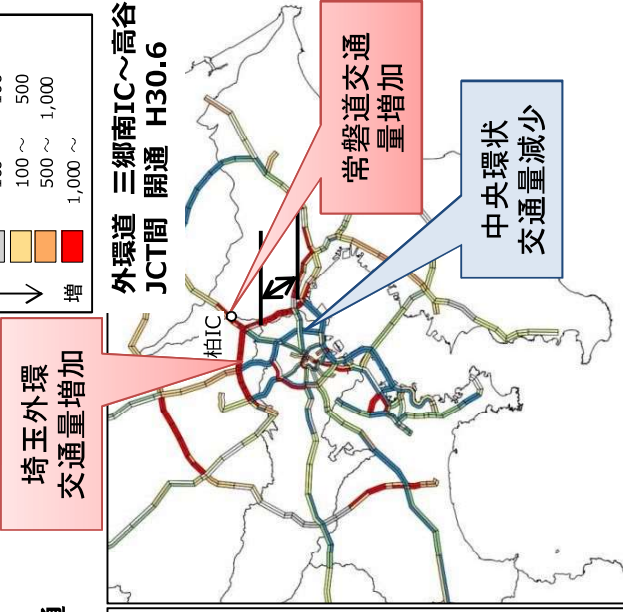 100～ 500
500～ 1,000
1,000～
増
外環道 三郷南IC～高谷
JCT間 開通 H30.6
埼玉外環
交通量増加
柏IC
常磐道交通
量増加
中央環状
交通量減少